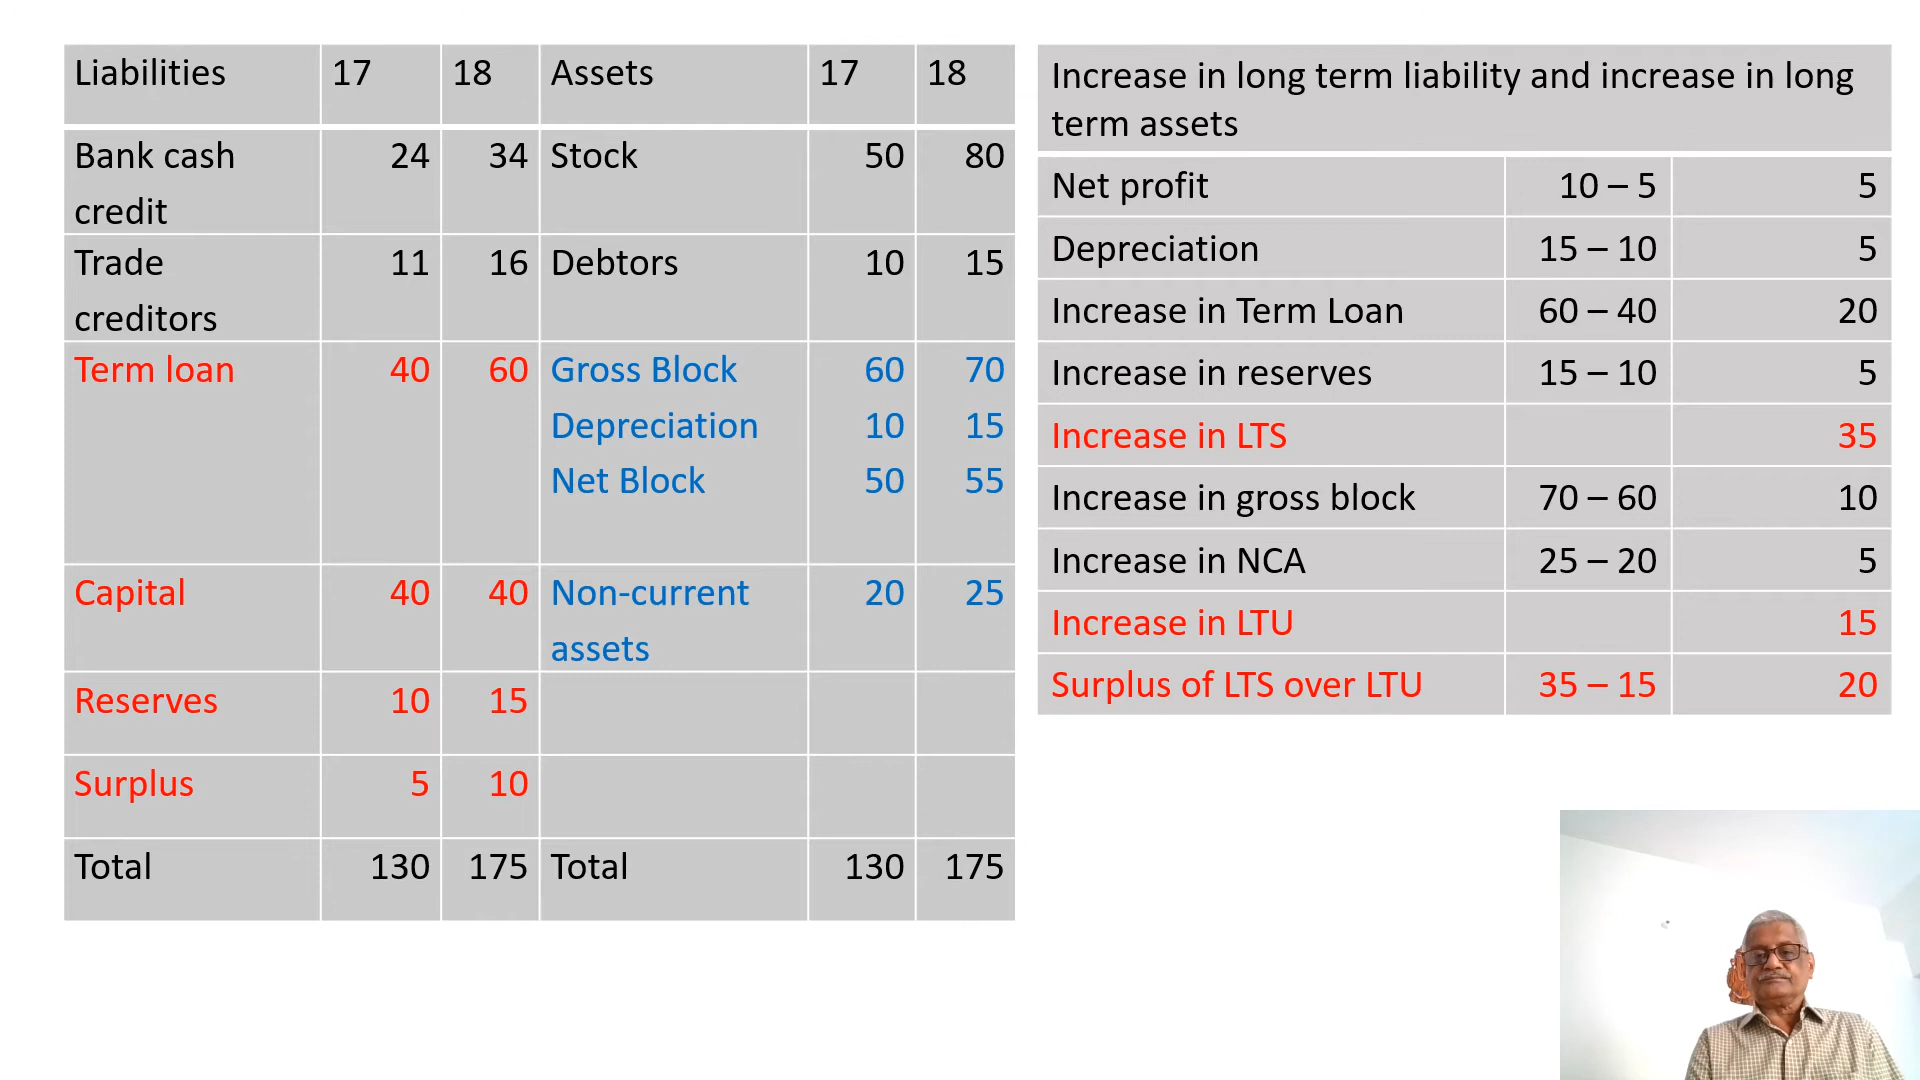 Liabilities 17 18 Assets 17 18
Bank cash 24 34 Stock 50 80
credit
Trade 11 16 Debtors 10 15
creditors
Term loan 40 60 Gross Block 60 70
Depreciation 10 15
Net Block 50 55
Capital 40 40 Non-current 20 25
assets
Reserves 10 15
Surplus 5 10
Total 130 175 Total 130 175
Increase in long term liability and increase in long
term assets
Net profit 10 – 5 5
Depreciation 15 – 10 5
Increase in Term Loan 60 – 40 20
Increase in reserves 15 – 10 5
Increase in LTS 35
Increase in gross block 70 – 60 10
Increase in NCA 25 – 20 5
Increase in LTU 15
Surplus of LTS over LTU 35 – 15 20